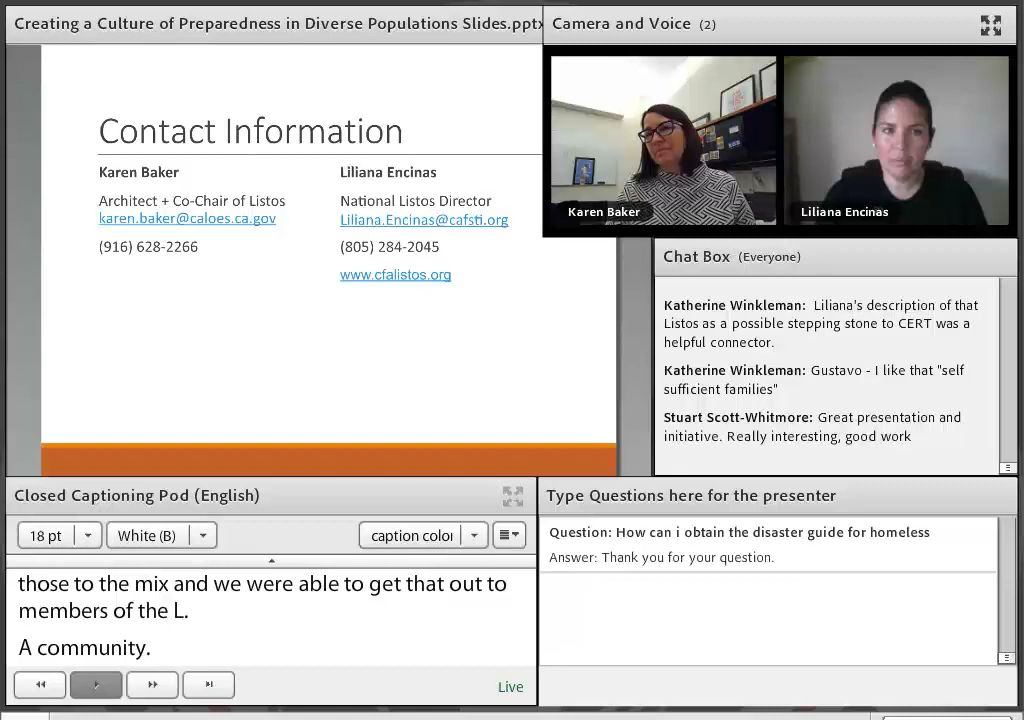 Creating a Culture of Preparedness in Diverse Populations Slides.pptx
Camera and Voice (2)
Karen Baker
Liliana Encinas
Contact Information
Karen Baker
Architect + Co-Chair of Listos
karen.baker@caloes.ca.gov
(916) 628-2266
Liliana Encinas
National Listos Director
Liliana.Encinas@cafsti.org
(805) 284-2045
www.cfalistos.org
Chat Box (Everyone)
Katherine Winkleman: Liliana's description of that
Listos as a possible stepping stone to CERT was a
helpful connector.
Katherine Winkleman: Gustavo - I like that "self
sufficient families"
Stuart Scott-Whitmore: Great presentation and
initiative. Really interesting, good work
Closed Captioning Pod (English)
18 pt
White (B)
caption color
those to the mix and we were able to get that out to
members of the L.
A community.
Live
Type Questions here for the presenter
Question: How can i obtain the disaster guide for homeless
Answer: Thank you for your question.